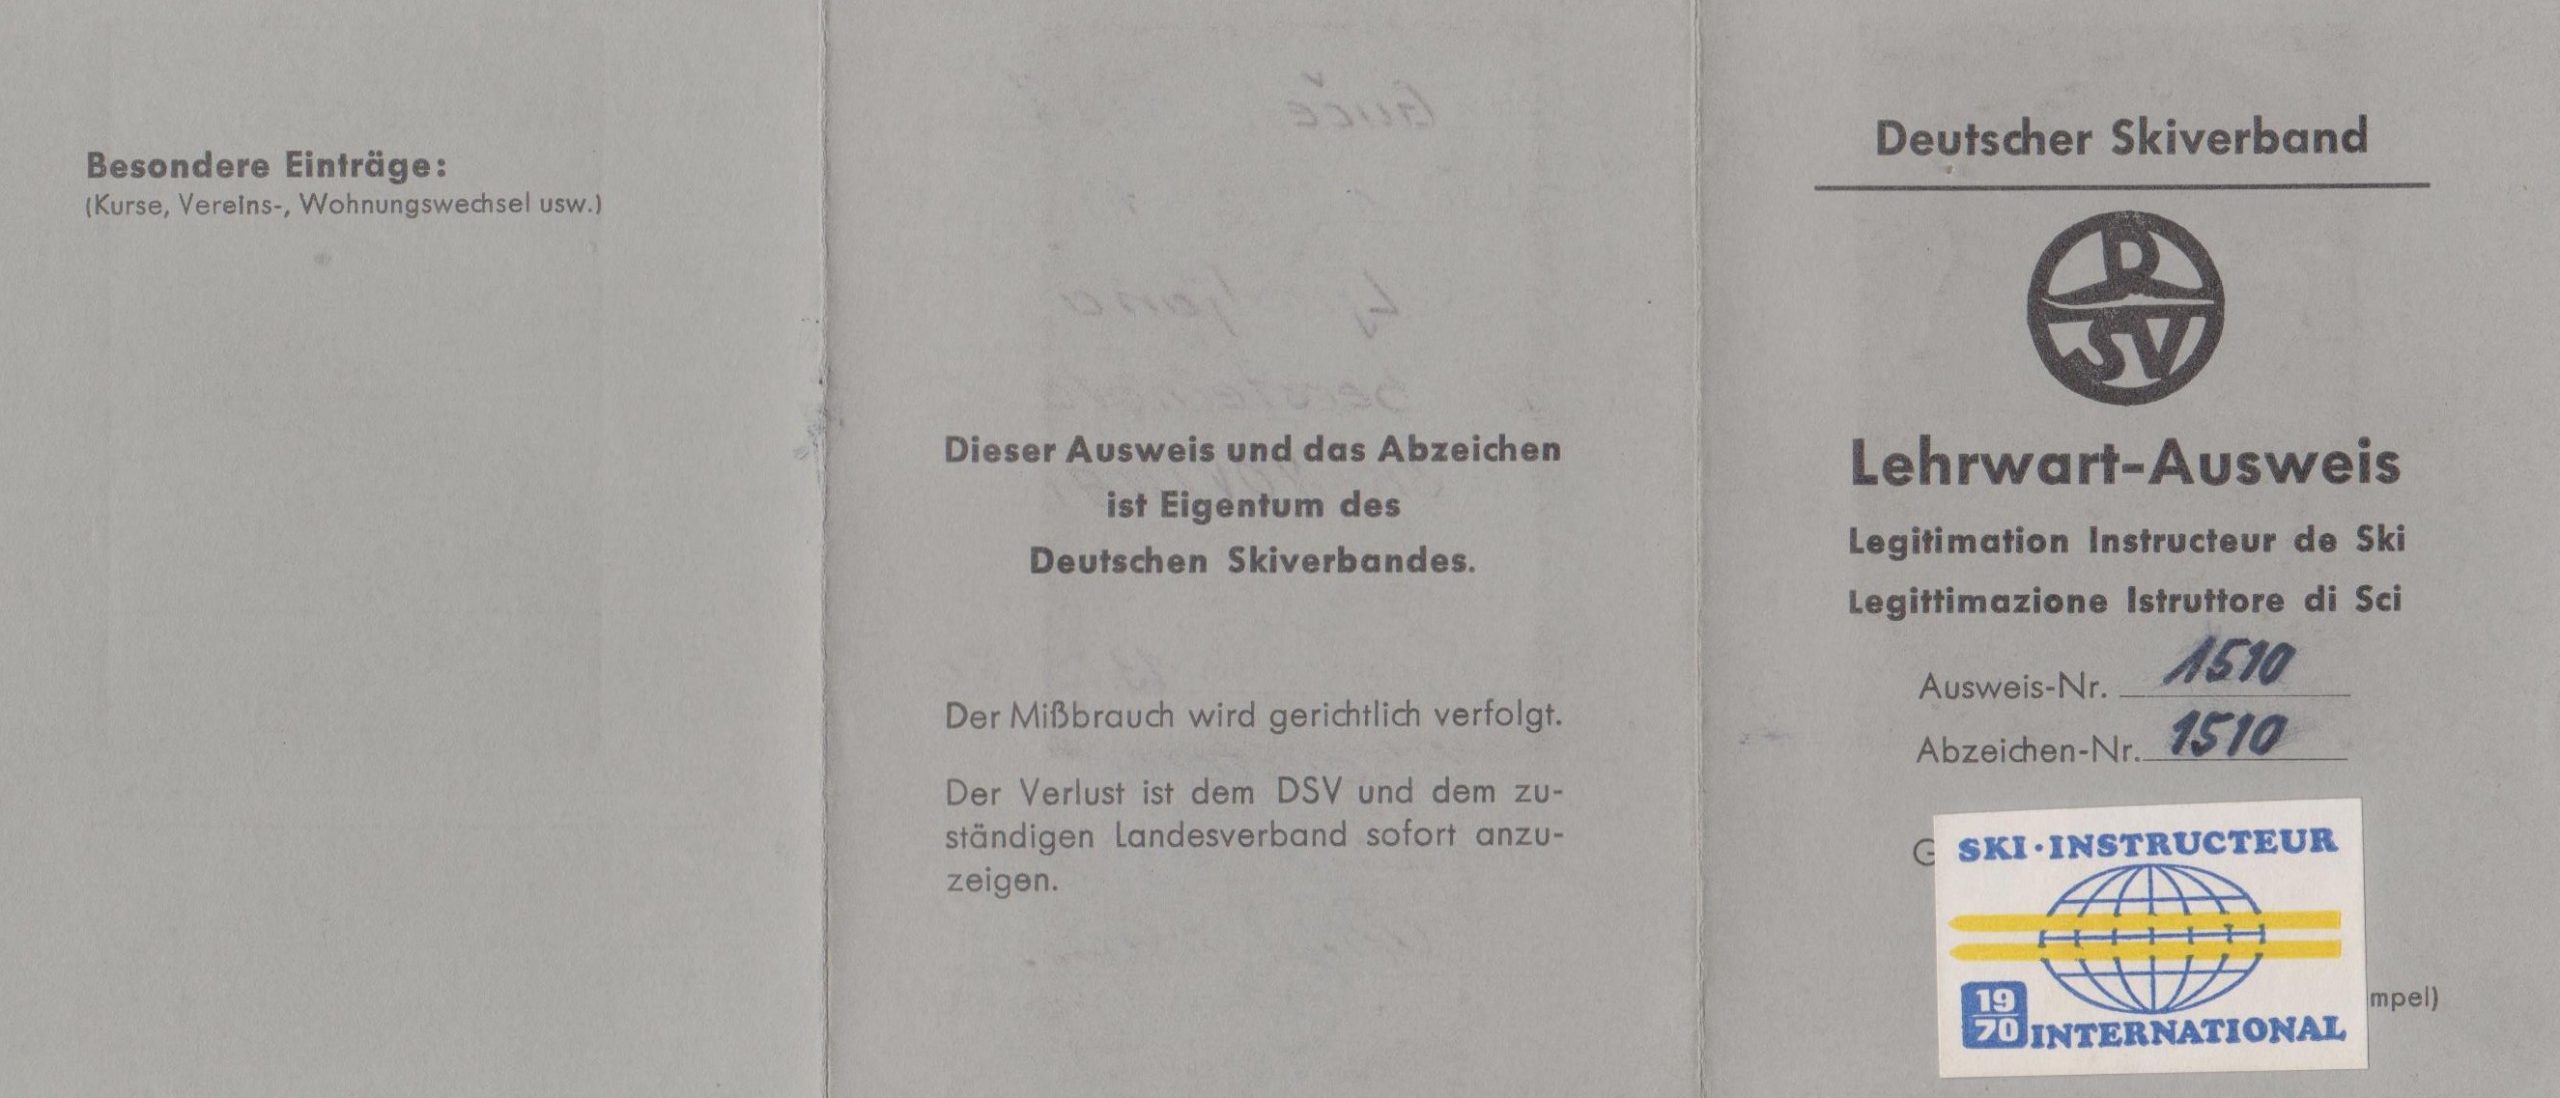 Besondere Einträge:
(Kurse, Vereins-, Wohnungswechsel usw.)
Dieser Ausweis und das Abzeichen
ist Eigentum des
Deutschen Skiverbandes.
Der Mißbrauch wird gerichtlich verfolgt.
Der Verlust ist dem DSV und dem zu-
ständigen Landesverband sofort anzu-
zeigen.
Deutscher Skiverband
DSV
Lehrwart-Ausweis
Legitimation Instructeur de Ski
Legittimazione Istruttore di Sci
Ausweis-Nr. 1510
Abzeichen-Nr. 1510
G
SKI·INSTRUCTEUR
19
70 INTERNATIONAL
mpel)